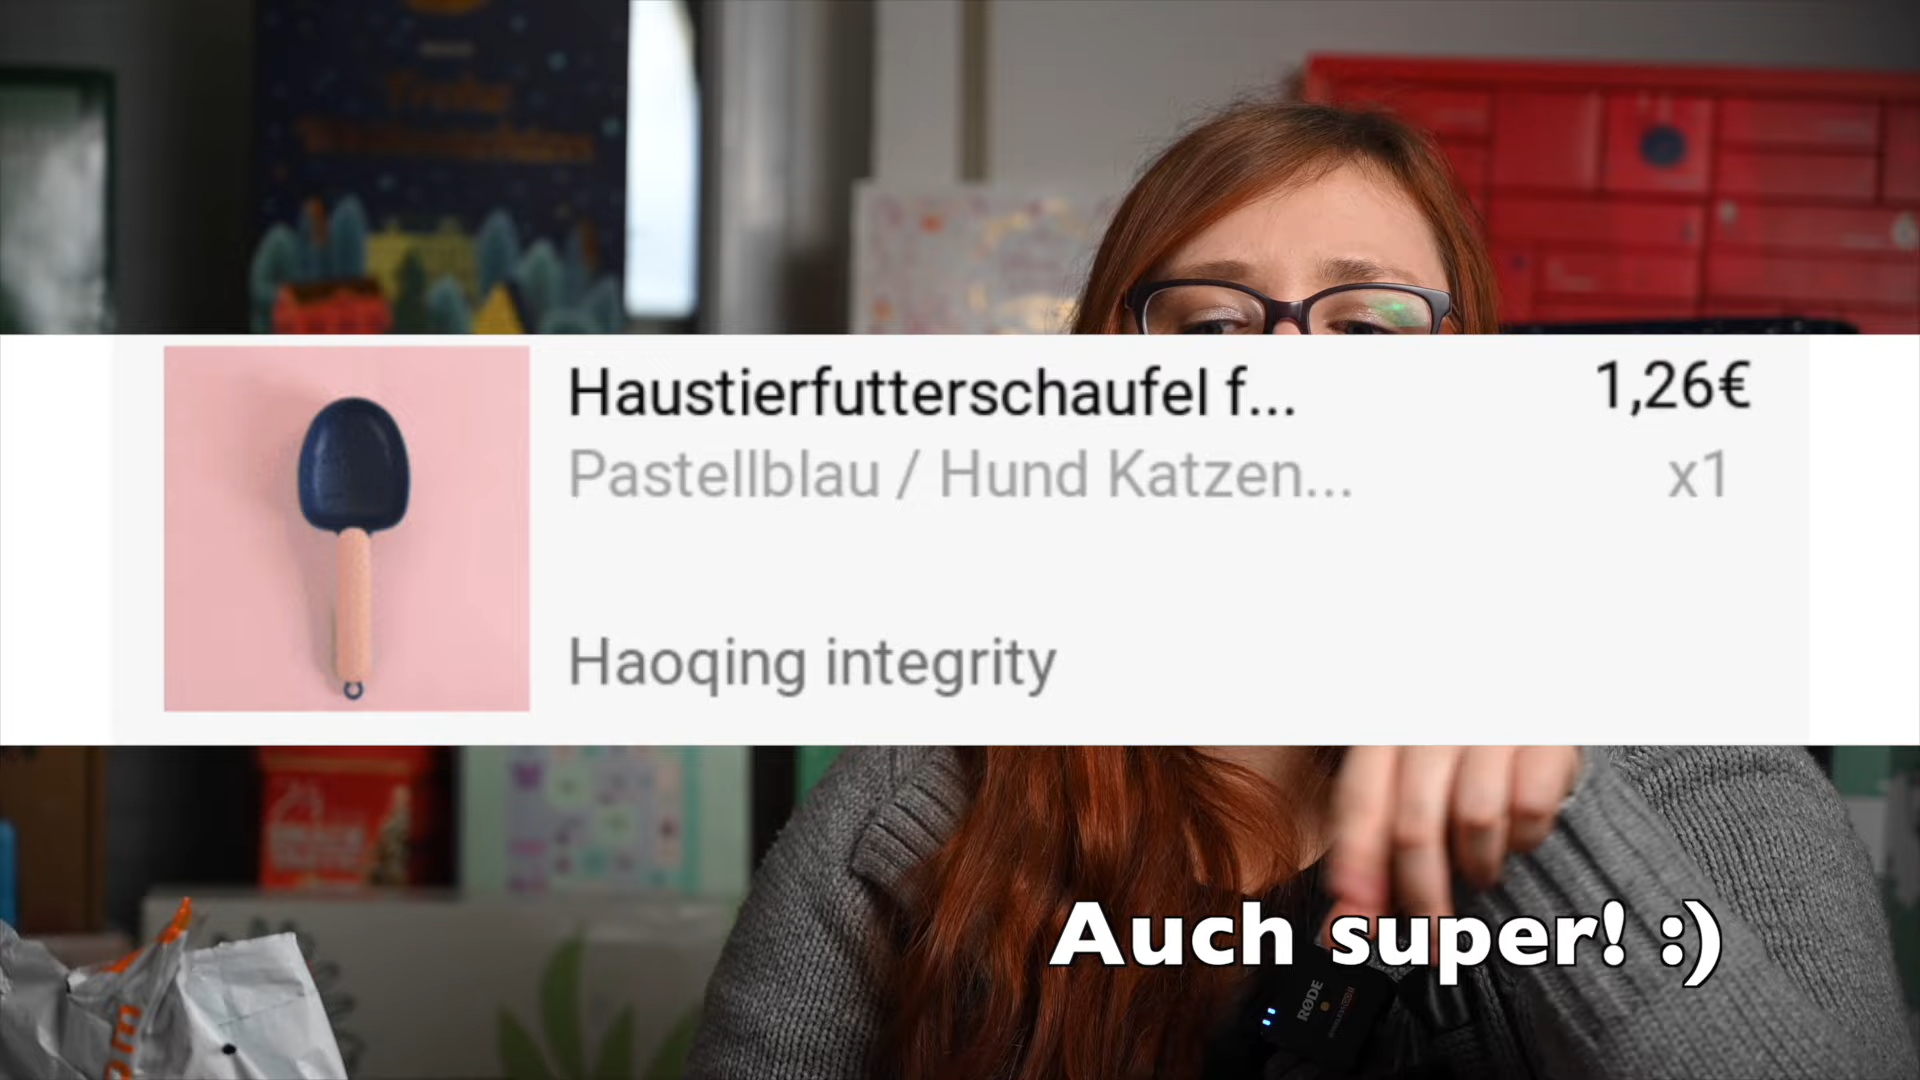 Haustierfutterschaufel f...
1,26€
Pastellblau / Hund Katzen...
x1
Haoqing integrity
Auch super! :)
RØDE